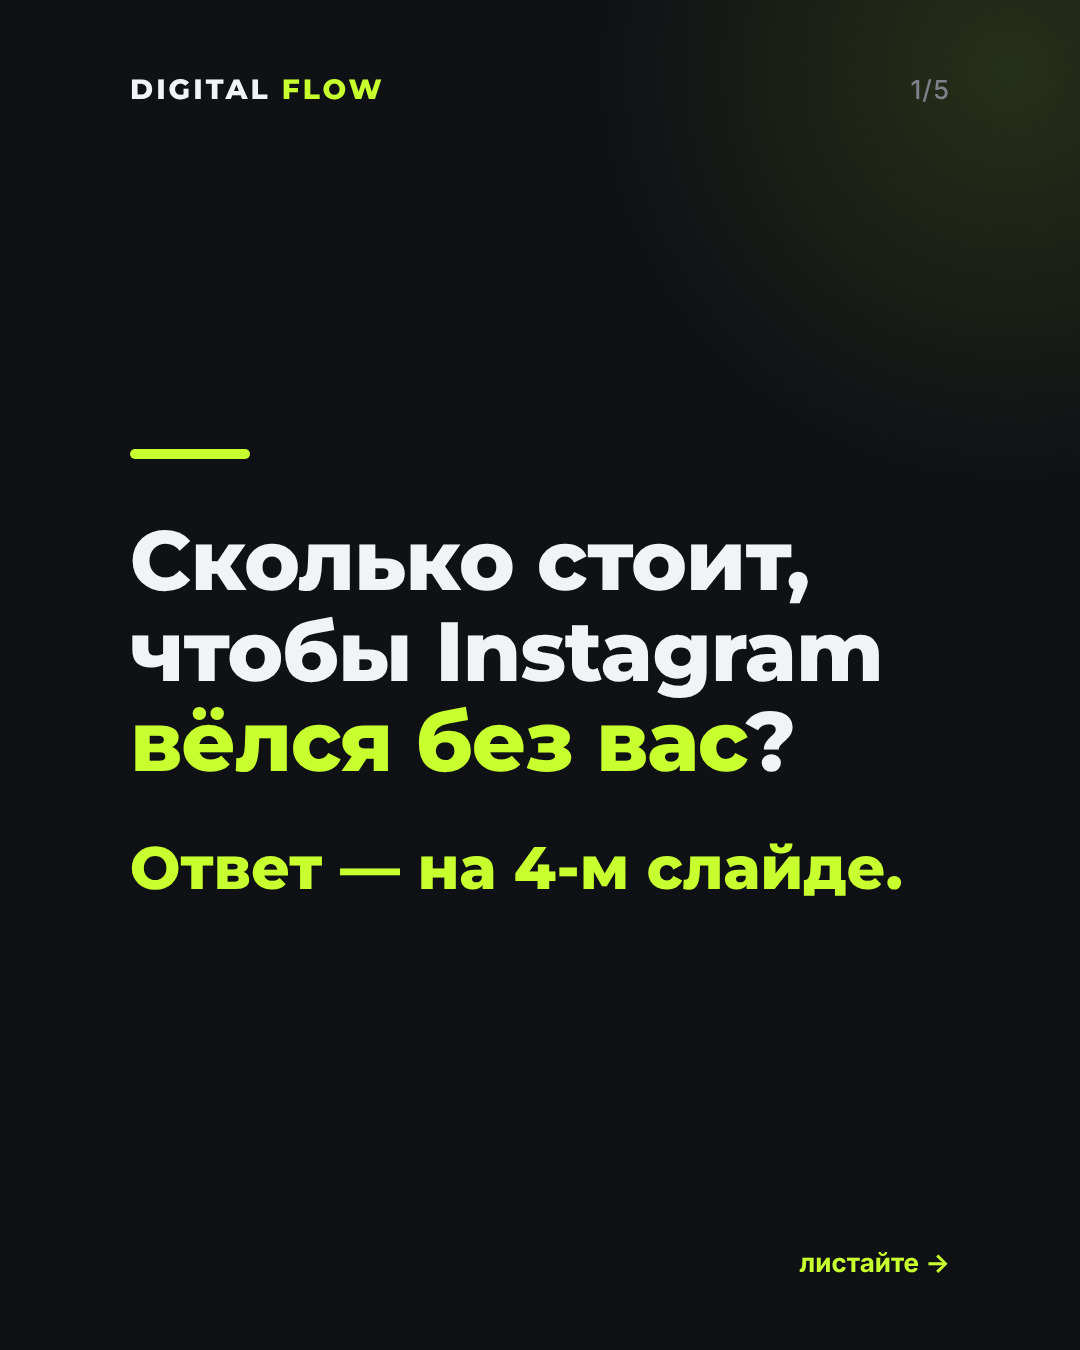 DIGITAL FLOW
1/5
Сколько стоит,
чтобы Instagram
вёлся без вас?
Ответ — на 4-м слайде.
листайте →